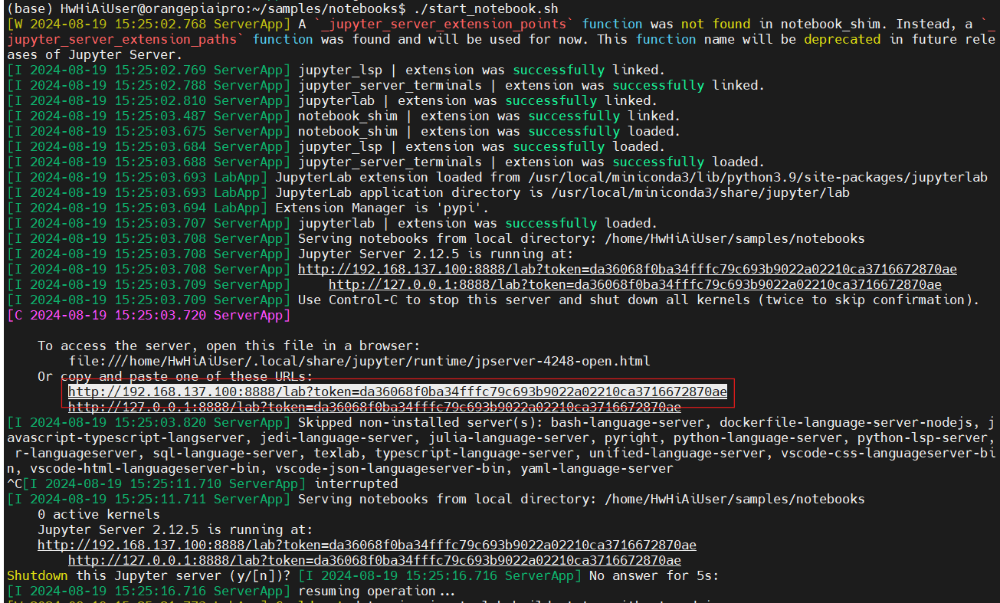 (base) HwHiAiUser@orangepiaipro:~/samples/notebooks$ ./start_notebook.sh
[W 2024-08-19 15:25:02.768 ServerApp] A `_jupyter_server_extension_points` function was not found in notebook_shim. Instead, a `_
jupyter_server_extension_paths` function was found and will be used for now. This function name will be deprecated in future rele
ases of Jupyter Server.
[I 2024-08-19 15:25:02.769 ServerApp] jupyter_lsp | extension was successfully linked.
[I 2024-08-19 15:25:02.788 ServerApp] jupyter_server_terminals | extension was successfully linked.
[I 2024-08-19 15:25:02.810 ServerApp] jupyterlab | extension was successfully linked.
[I 2024-08-19 15:25:03.487 ServerApp] notebook_shim | extension was successfully linked.
[I 2024-08-19 15:25:03.675 ServerApp] notebook_shim | extension was successfully loaded.
[I 2024-08-19 15:25:03.684 ServerApp] jupyter_lsp | extension was successfully loaded.
[I 2024-08-19 15:25:03.688 ServerApp] jupyter_server_terminals | extension was successfully loaded.
[I 2024-08-19 15:25:03.693 LabApp] JupyterLab extension loaded from /usr/local/miniconda3/lib/python3.9/site-packages/jupyterlab
[I 2024-08-19 15:25:03.693 LabApp] JupyterLab application directory is /usr/local/miniconda3/share/jupyter/lab
[I 2024-08-19 15:25:03.694 LabApp] Extension Manager is 'pypi'.
[I 2024-08-19 15:25:03.707 ServerApp] jupyterlab | extension was successfully loaded.
[I 2024-08-19 15:25:03.708 ServerApp] Serving notebooks from local directory: /home/HwHiAiUser/samples/notebooks
[I 2024-08-19 15:25:03.708 ServerApp] Jupyter Server 2.12.5 is running at:
[I 2024-08-19 15:25:03.708 ServerApp] http://192.168.137.100:8888/lab?token=da36068f0ba34fffc79c693b9022a02210ca3716672870ae
[I 2024-08-19 15:25:03.709 ServerApp]     http://127.0.0.1:8888/lab?token=da36068f0ba34fffc79c693b9022a02210ca3716672870ae
[I 2024-08-19 15:25:03.709 ServerApp] Use Control-C to stop this server and shut down all kernels (twice to skip confirmation).
[C 2024-08-19 15:25:03.720 ServerApp]
To access the server, open this file in a browser:
file:///home/HwHiAiUser/.local/share/jupyter/runtime/jpserver-4248-open.html
Or copy and paste one of these URLs:
http://192.168.137.100:8888/lab?token=da36068f0ba34fffc79c693b9022a02210ca3716672870ae
http://127.0.0.1:8888/lab?token=da36068f0ba34fffc79c693b9022a02210ca3716672870ae
[I 2024-08-19 15:25:03.820 ServerApp] Skipped non-installed server(s): bash-language-server, dockerfile-language-server-nodejs, j
avascript-typescript-langserver, jedi-language-server, julia-language-server, pyright, python-language-server, python-lsp-server,
r-languageserver, sql-language-server, texlab, typescript-language-server, unified-language-server, vscode-css-languageserver-bi
n, vscode-html-languageserver-bin, vscode-json-languageserver-bin, yaml-language-server
^C[I 2024-08-19 15:25:11.710 ServerApp] interrupted
[I 2024-08-19 15:25:11.711 ServerApp] Serving notebooks from local directory: /home/HwHiAiUser/samples/notebooks
0 active kernels
Jupyter Server 2.12.5 is running at:
http://192.168.137.100:8888/lab?token=da36068f0ba34fffc79c693b9022a02210ca3716672870ae
http://127.0.0.1:8888/lab?token=da36068f0ba34fffc79c693b9022a02210ca3716672870ae
Shutdown this Jupyter server (y/[n])? [I 2024-08-19 15:25:16.716 ServerApp] No answer for 5s:
[I 2024-08-19 15:25:16.716 ServerApp] resuming operation...